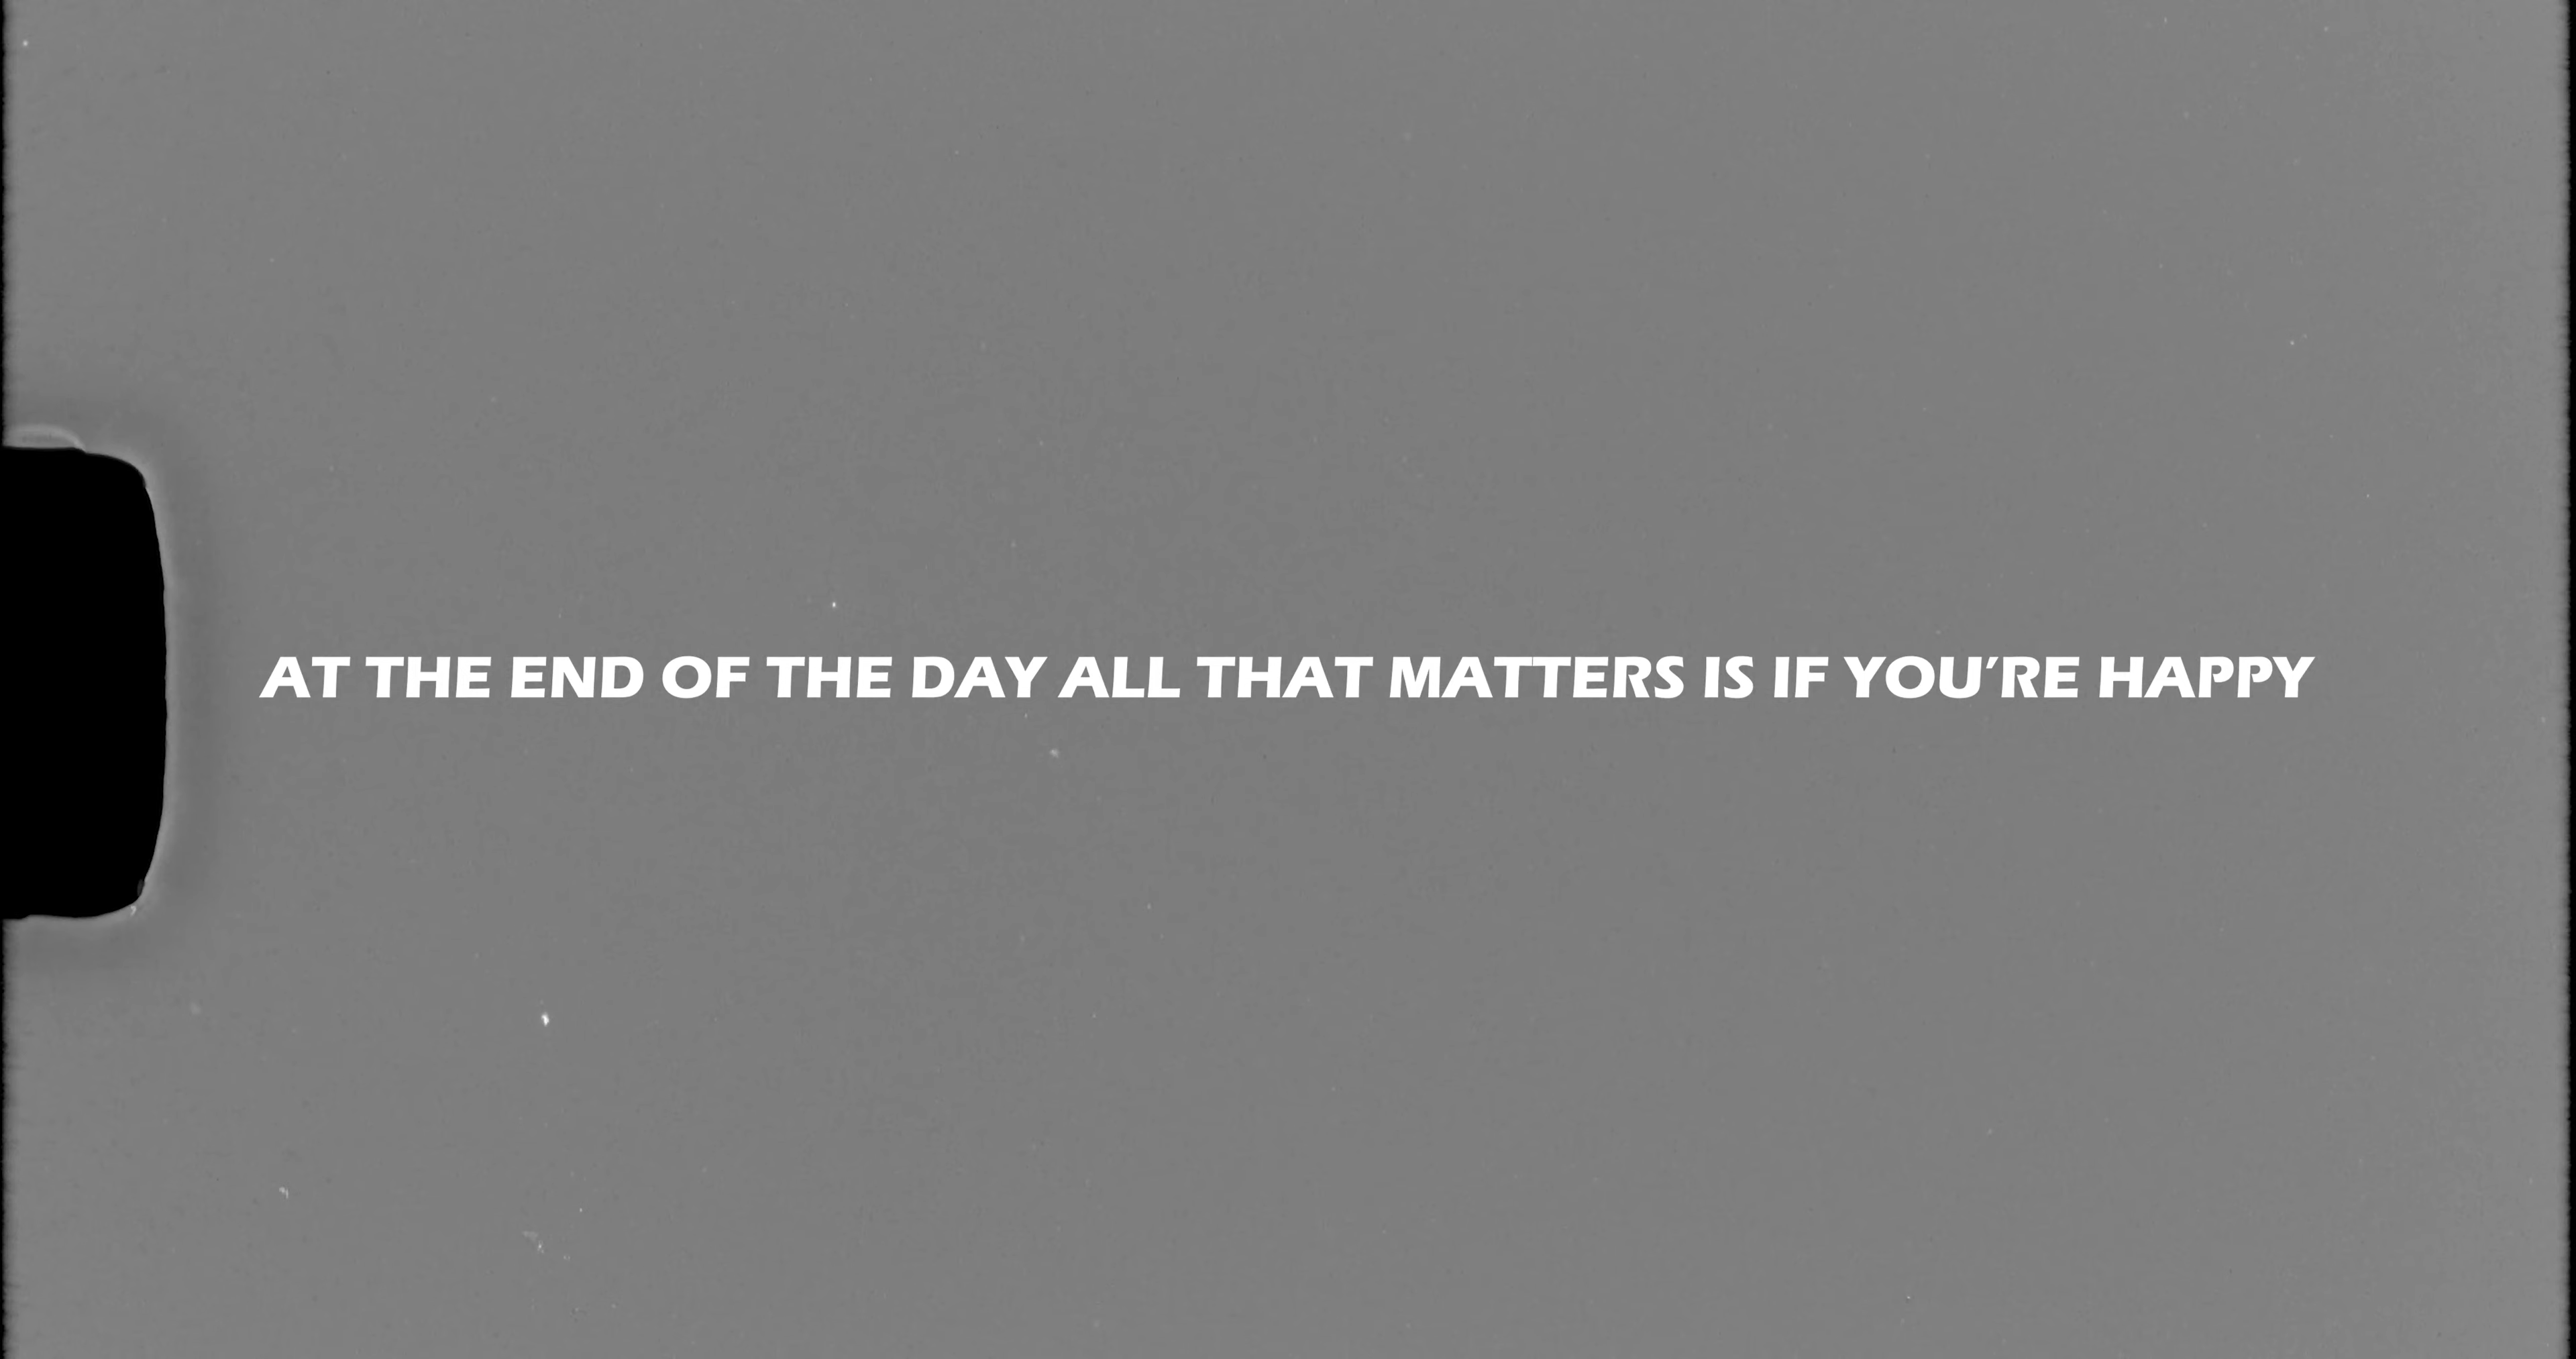 AT THE END OF THE DAY ALL THAT MATTERS IS IF YOU'RE HAPPY